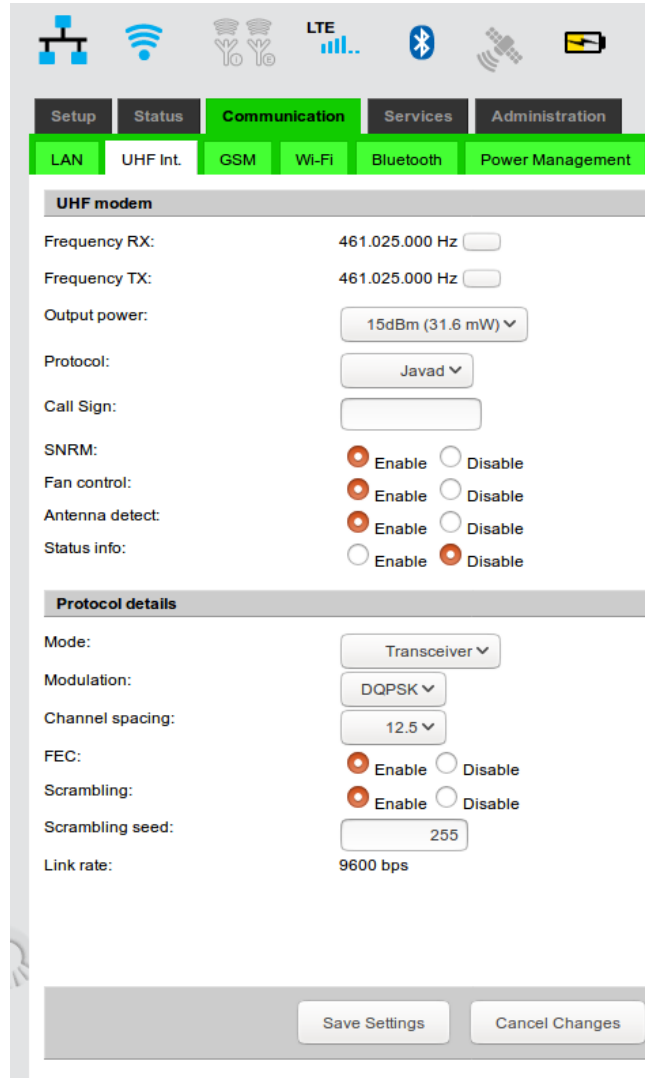 LTE
Setup Status Communication Services Administration
LAN UHF Int. GSM Wi-Fi Bluetooth Power Management
UHF modem
Frequency RX: 461.025.000 Hz
Frequency TX: 461.025.000 Hz
Output power: 15dBm (31.6 mW)
Protocol: Javad
Call Sign:
SNRM: Enable Disable
Fan control: Enable Disable
Antenna detect: Enable Disable
Status info: Enable Disable
Protocol details
Mode: Transceiver
Modulation: DQPSK
Channel spacing: 12.5
FEC: Enable Disable
Scrambling: Enable Disable
Scrambling seed: 255
Link rate: 9600 bps
Save Settings Cancel Changes